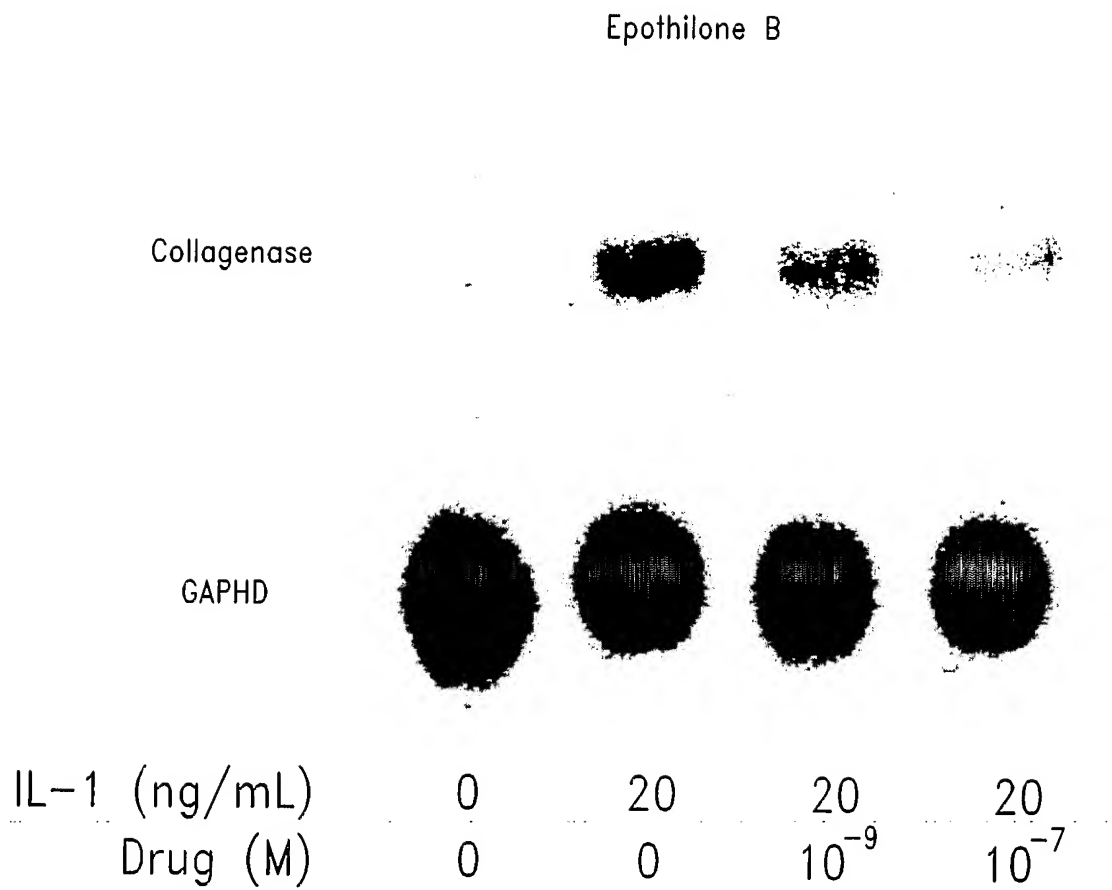 Epothilone B
Collagenase
GAPHD
IL-1 (ng/mL) 0 20 20 20
Drug (M) 0 0 10⁻⁹ 10⁻⁷